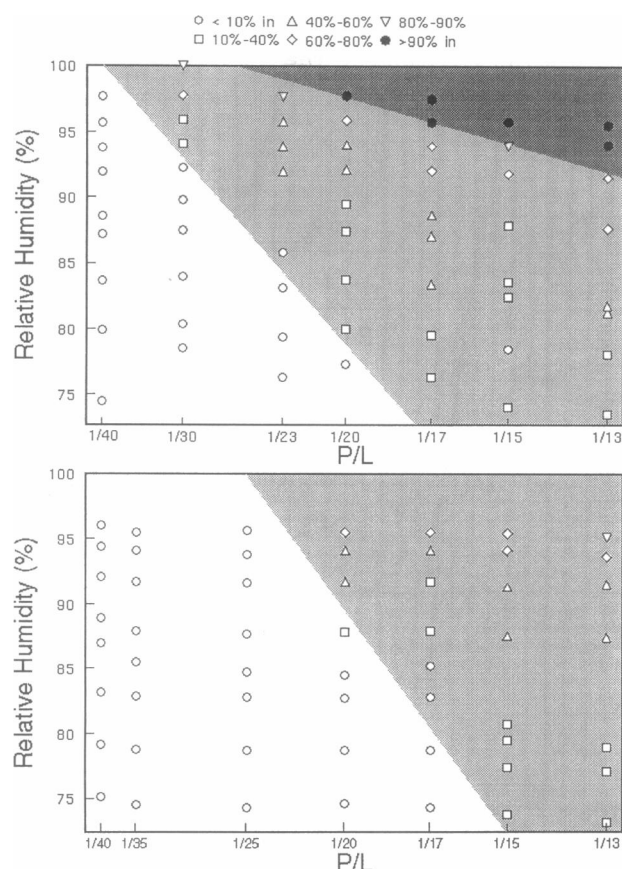 < 10% in 40%-60% 80%-90%
10%-40% 60%-80% >90% in
100
95
90
85
80
75
Relative Humidity (%)
1/40 1/30 1/23 1/20 1/17 1/15 1/13
P/L
100
95
90
85
80
75
Relative Humidity (%)
1/40 1/35 1/25 1/20 1/17 1/15 1/13
P/L